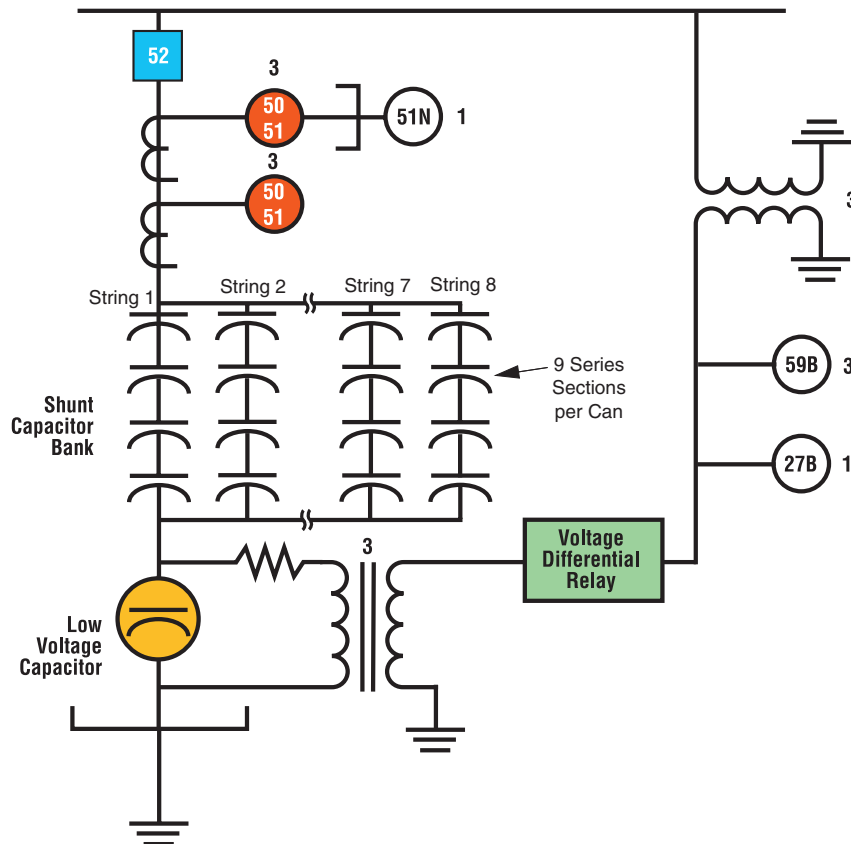 52
3
50
51
51N
1
3
50
51
3
String 1
String 2
String 7
String 8
9 Series
Sections
per Can
59B
3
Shunt
Capacitor
Bank
27B
1
3
Voltage
Differential
Relay
Low
Voltage
Capacitor